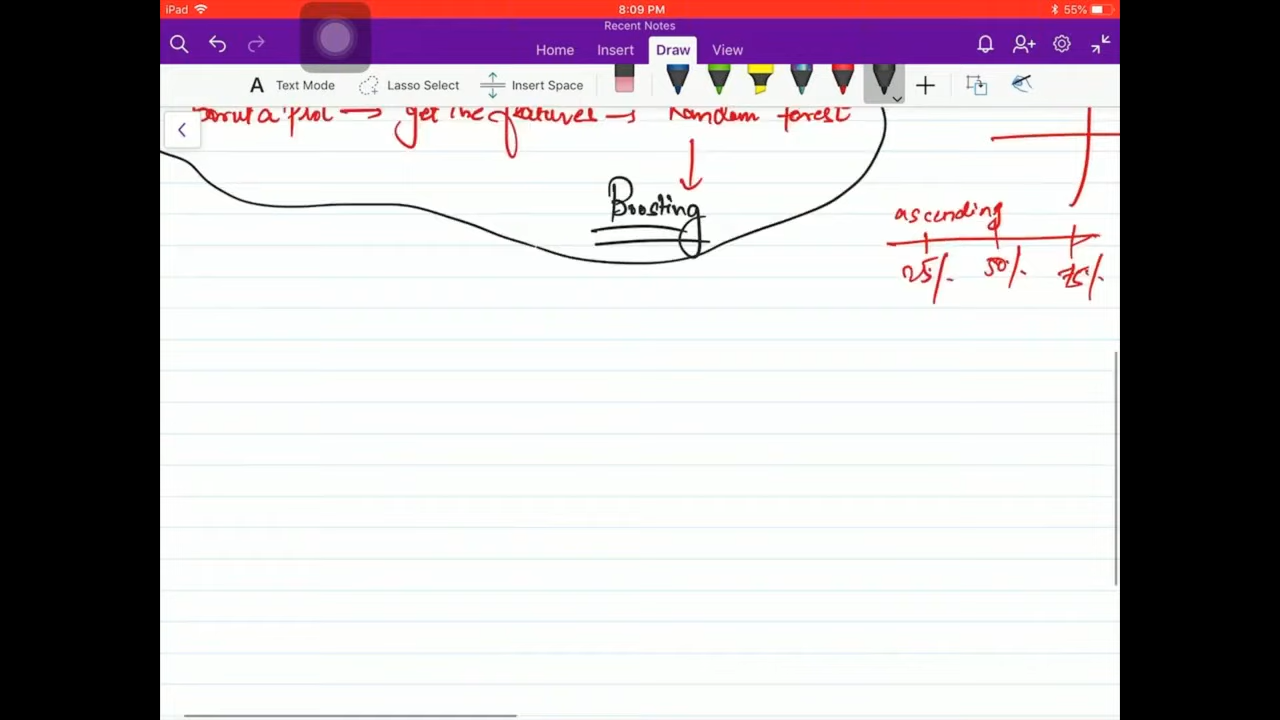 iPad 8:09 PM 55%
Recent Notes
Home Insert Draw View
A Text Mode Lasso Select Insert Space
plot → get the features → Random forest
Boosting
ascending
25% 50% 75%